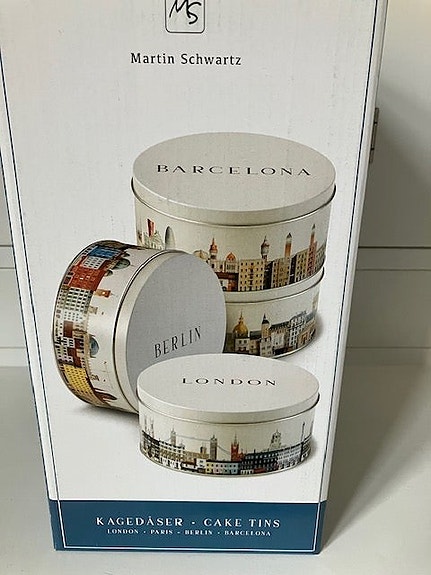 MS
Martin Schwartz
BARCELONA
BERLIN
LONDON
KAGEDÅSER • CAKE TINS
LONDON • PARIS • BERLIN • BARCELONA